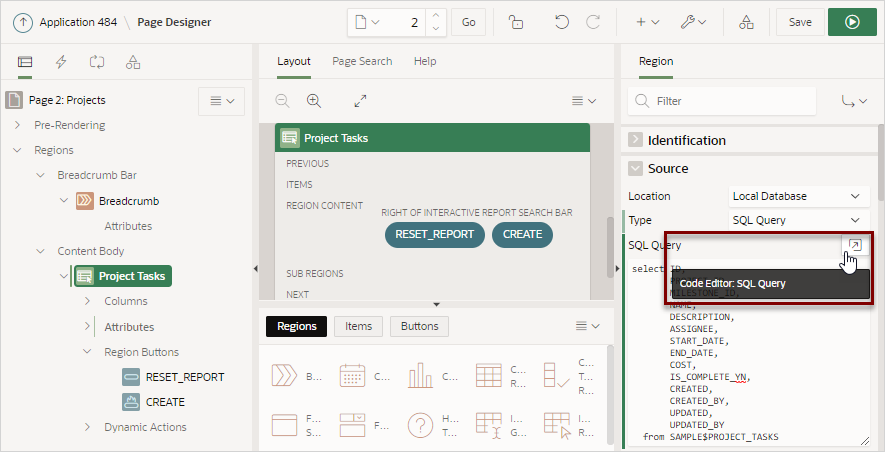 Application 484 \ Page Designer
2
Go
Save
Page 2: Projects
Pre-Rendering
Regions
Breadcrumb Bar
Breadcrumb
Attributes
Content Body
Project Tasks
Columns
Attributes
Region Buttons
RESET_REPORT
CREATE
Dynamic Actions
Layout Page Search Help
Project Tasks
PREVIOUS
ITEMS
REGION CONTENT
RIGHT OF INTERACTIVE REPORT SEARCH BAR
RESET_REPORT CREATE
SUB REGIONS
NEXT
Regions Items Buttons
B...
C...
C...
C...
R...
C...
T...
R...
F...
S...
F...
H...
T...
I...
G...
I...
R...
Region
Filter
Identification
Source
Location Local Database
Type SQL Query
SQL Query
Code Editor: SQL Query
select ID,
MILESTONE_ID,
NAME,
DESCRIPTION,
ASSIGNEE,
START_DATE,
END_DATE,
COST,
IS_COMPLETE_YN,
CREATED,
CREATED_BY,
UPDATED,
UPDATED_BY
from SAMPLE$PROJECT_TASKS